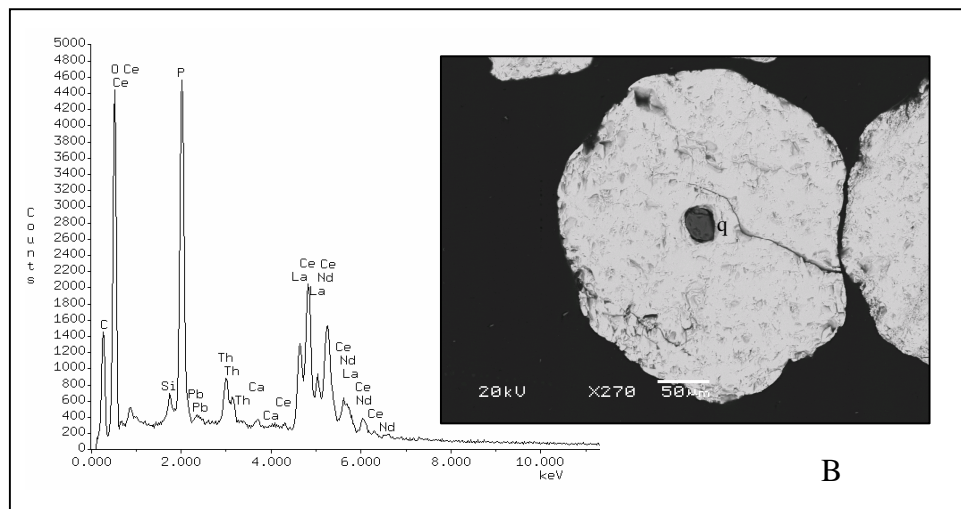 5000
4800
4600
4400
4200
4000
3800
3600
3400
3200
3000
2800
2600
2400
2200
2000
1800
1600
1400
1200
1000
800
600
400
200
0
Counts
O Ce
Ce
P
C
Si
Pb
Pb
Th
Th
Th
Ca
Ca
Ce
Ce
La
Ce
Nd
La
Ce
Nd
La
Ce
Nd
Ce
Nd
0.000 2.000 4.000 6.000 8.000 10.000
keV
q
20kV X270 50µm
B